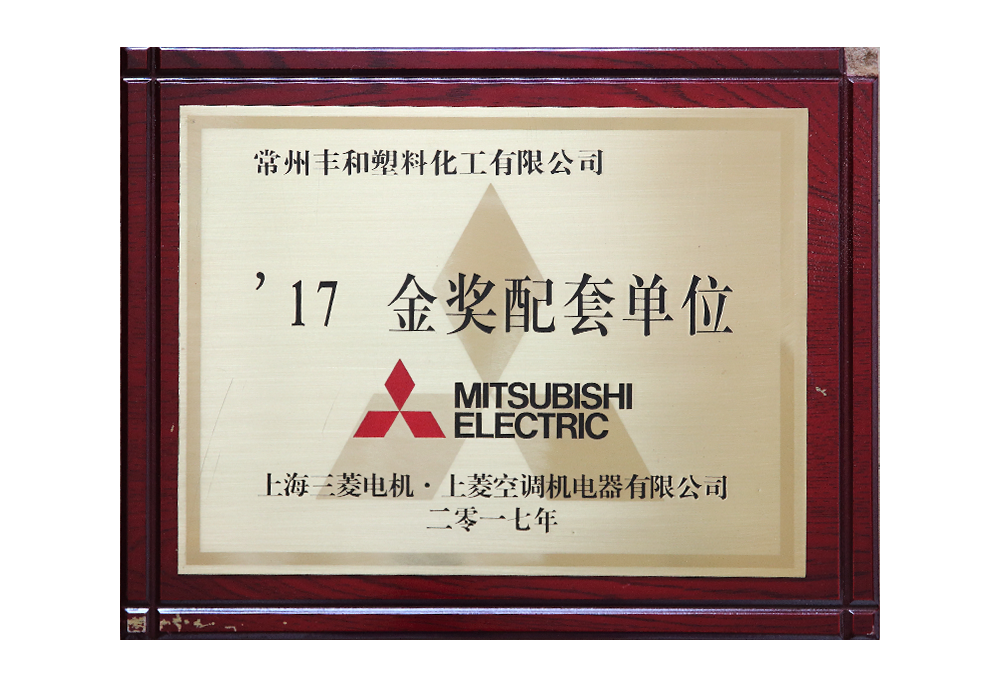 常州丰和塑料化工有限公司
’17 金奖配套单位
MITSUBISHI
ELECTRIC
上海三菱电机·上菱空调机电器有限公司
二零一七年